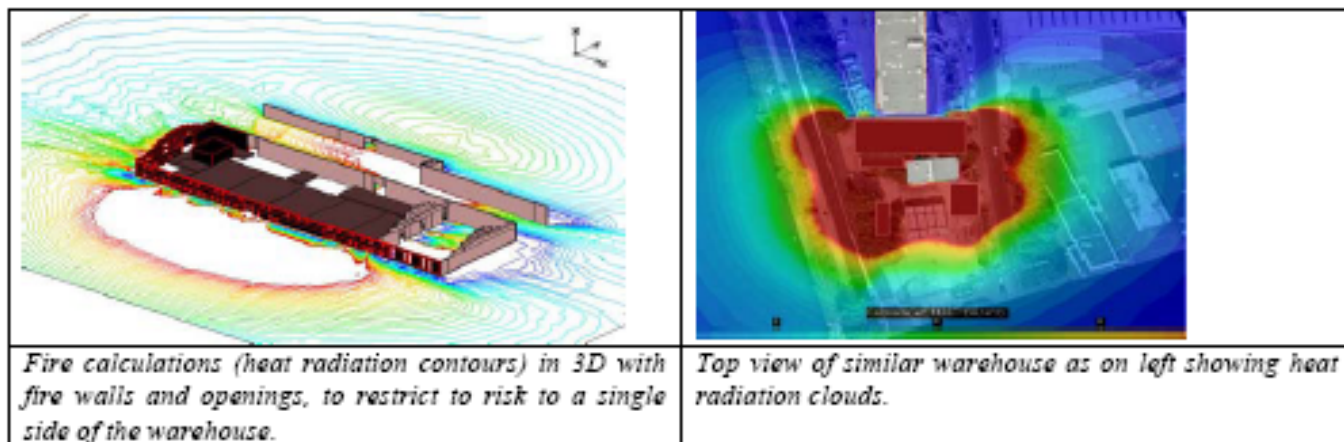 Fire calculations (heat radiation contours) in 3D with
fire walls and openings, to restrict to risk to a single
side of the warehouse.
Top view of similar warehouse as on left showing heat
radiation clouds.